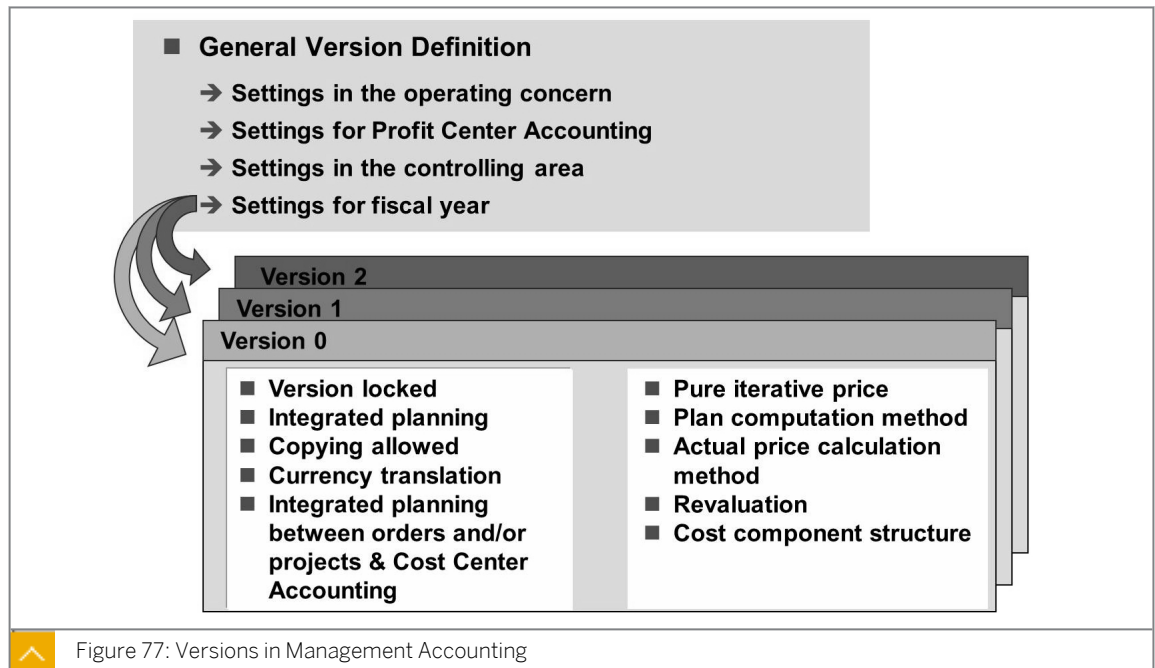 General Version Definition
Settings in the operating concern
Settings for Profit Center Accounting
Settings in the controlling area
Settings for fiscal year
Version 2
Version 1
Version 0
Version locked
Integrated planning
Copying allowed
Currency translation
Integrated planning
between orders and/or
projects & Cost Center
Accounting
Pure iterative price
Plan computation method
Actual price calculation
method
Revaluation
Cost component structure
Figure 77: Versions in Management Accounting